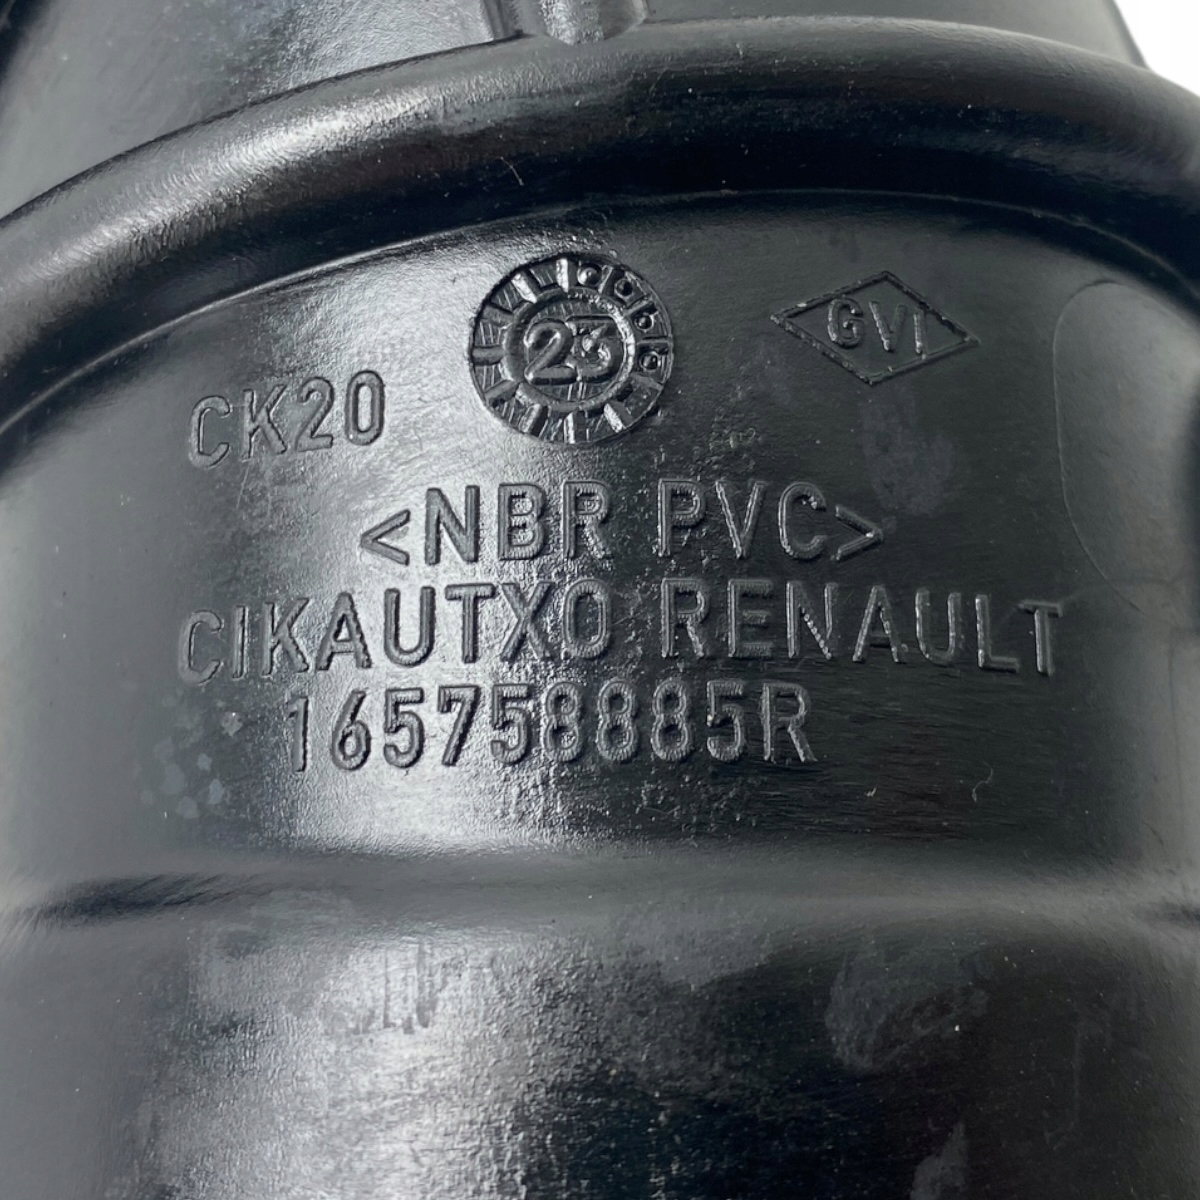 23
GVI
CK20
<NBR PVC>
CIKAUTXO RENAULT
165758885R